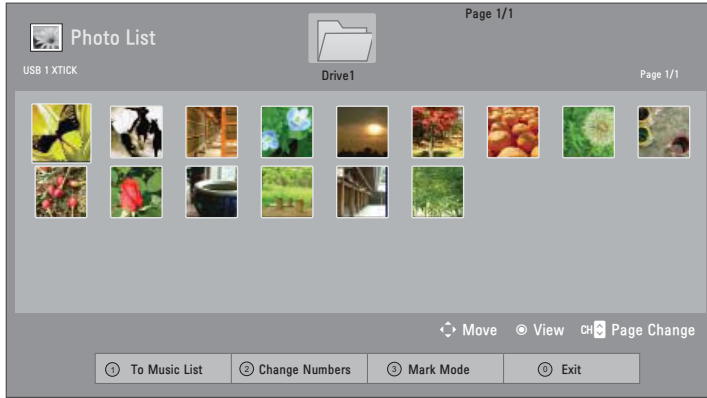 Page 1/1
Photo List
USB 1 XTICK
Drive1
Page 1/1
Move View CH Page Change
1 To Music List 2 Change Numbers 3 Mark Mode 0 Exit